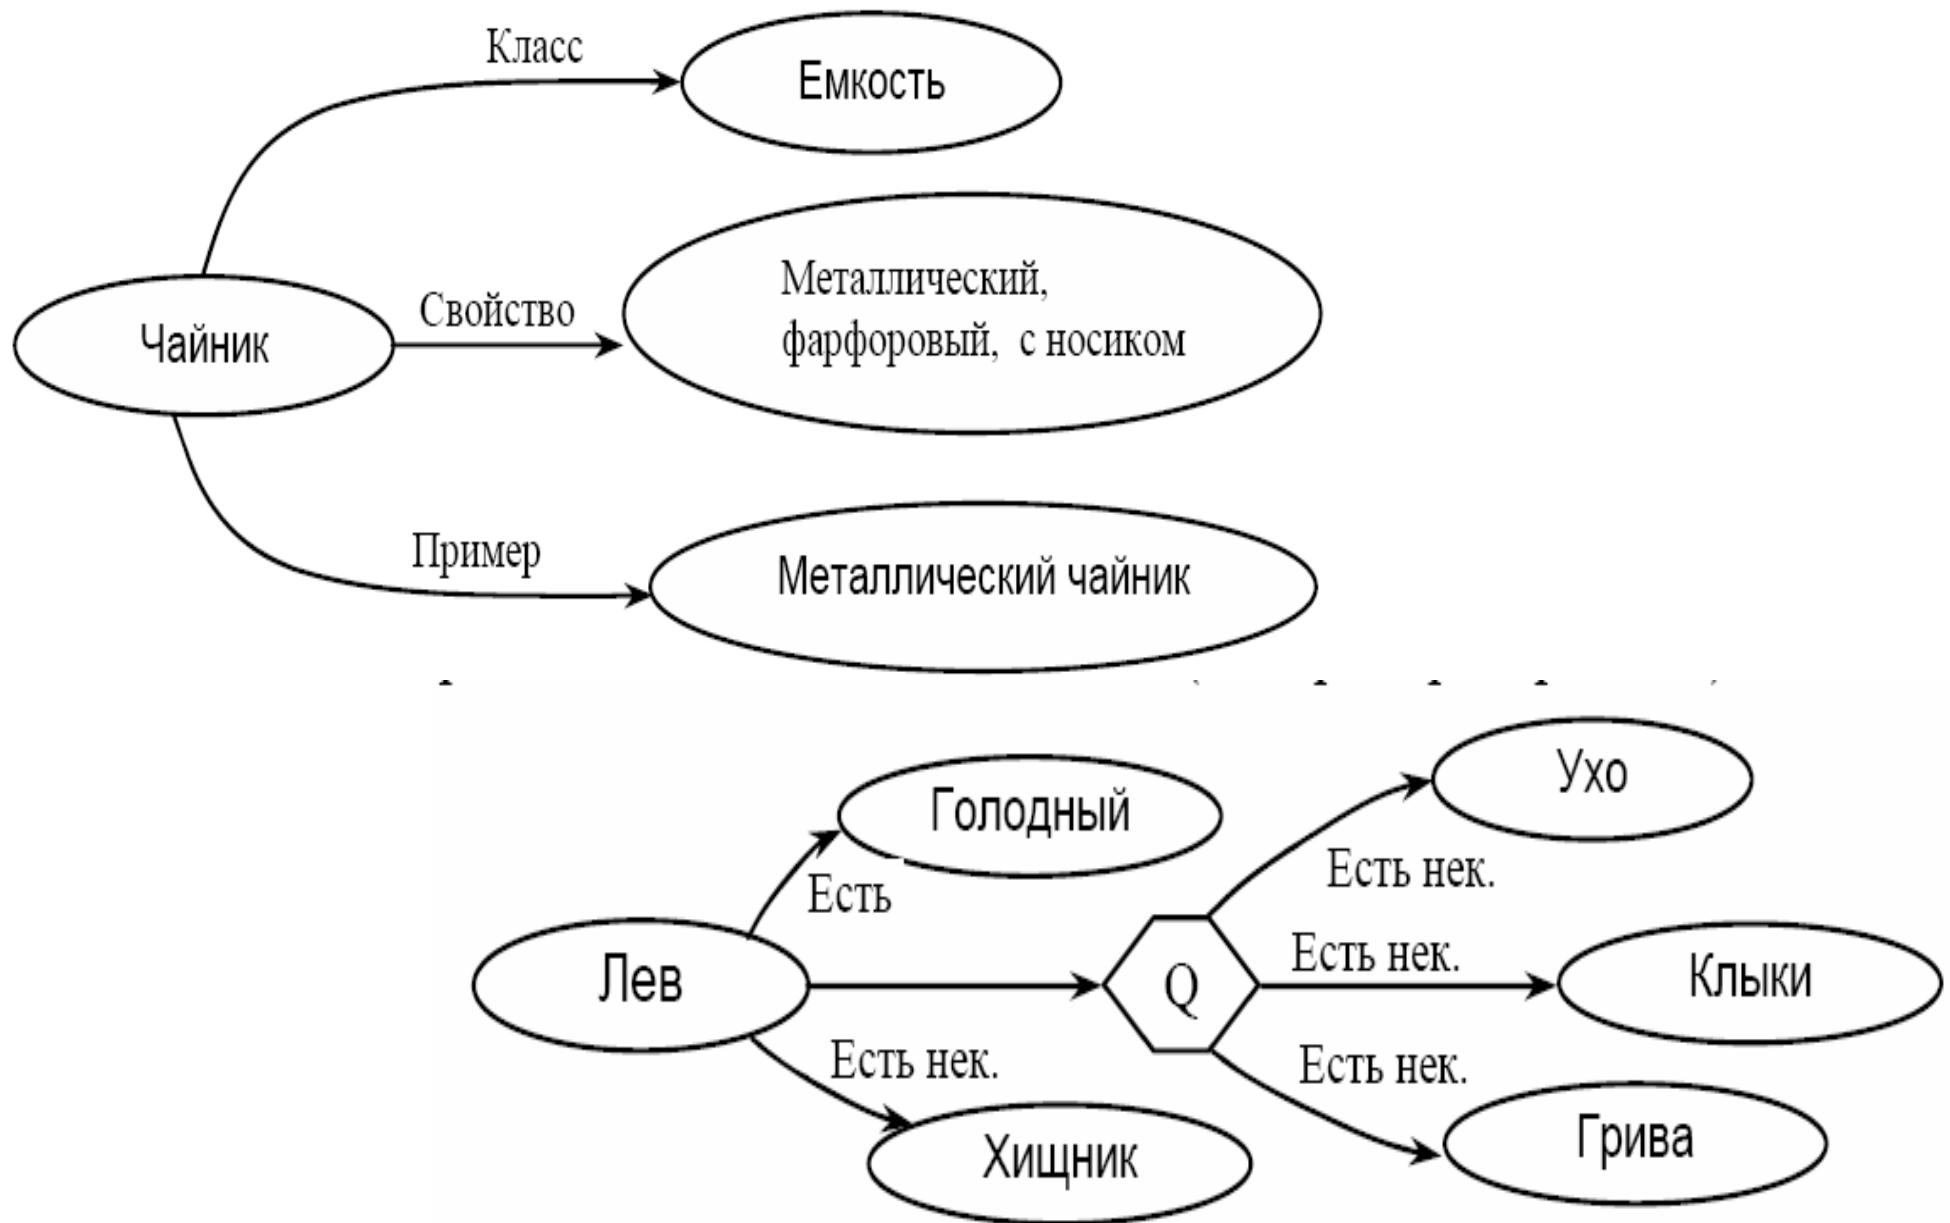 Класс
Емкость
Металлический,
фарфоровый, с носиком
Свойство
Чайник
Пример
Металлический чайник
Ухо
Голодный
Есть нек.
Есть
Есть нек.
Клыки
Лев
Q
Есть нек.
Есть нек.
Грива
Хищник